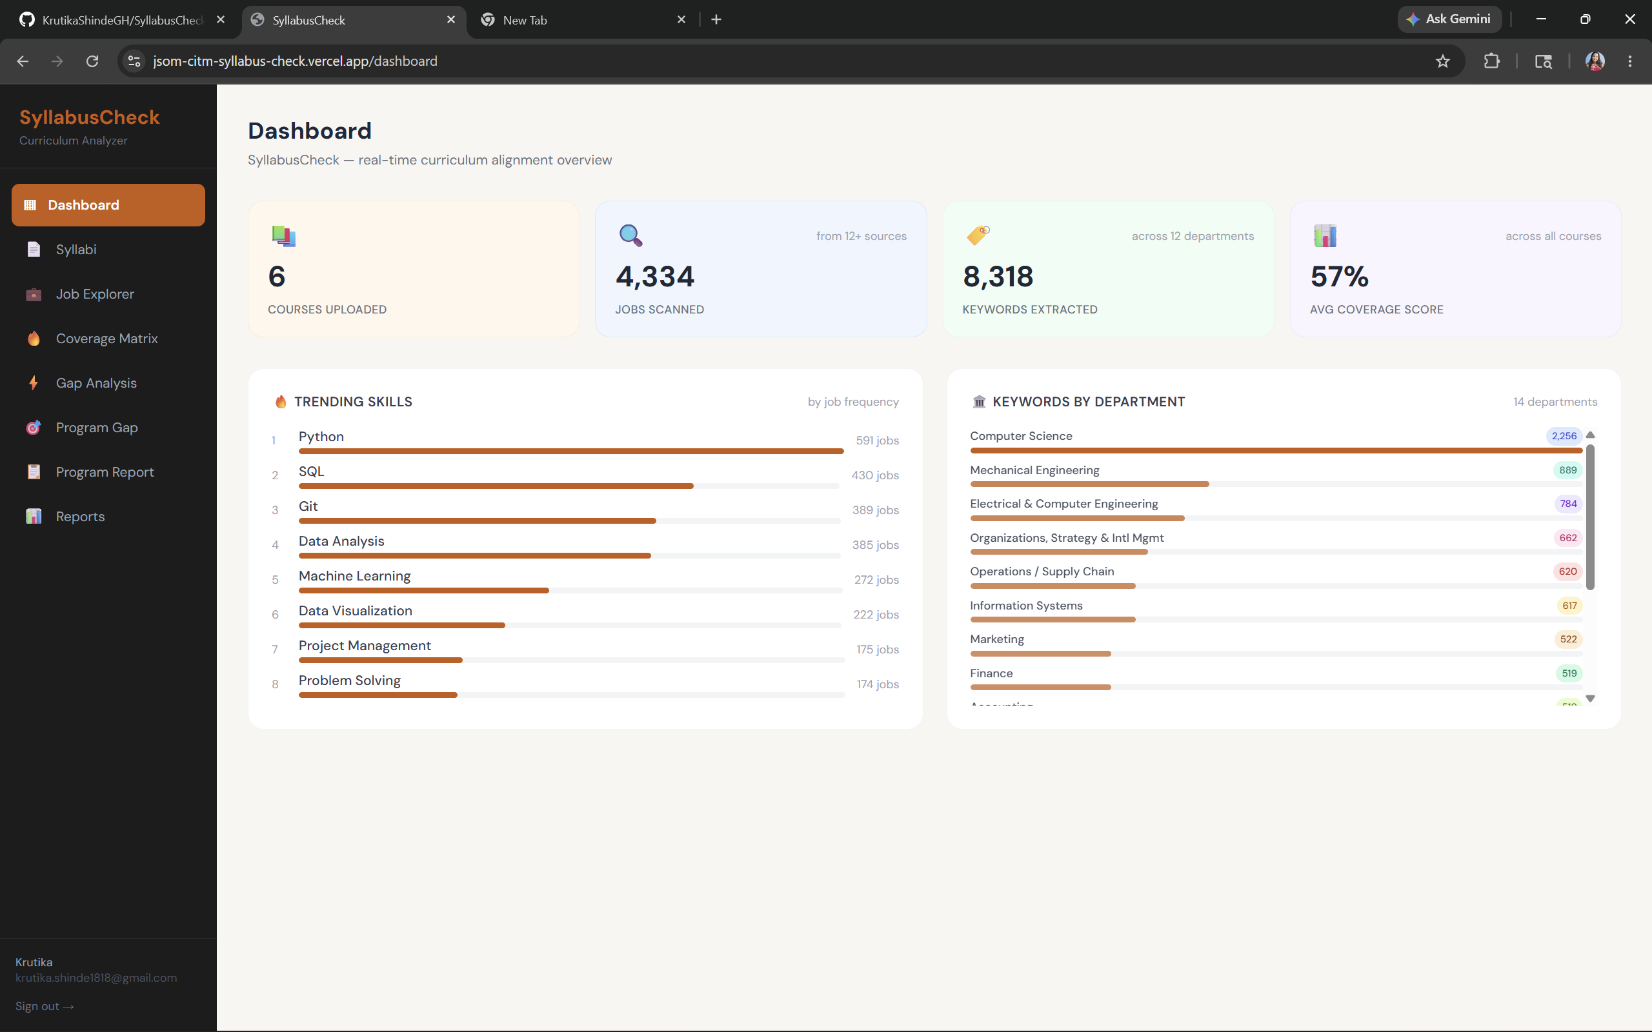 KrutikaShindeGH/SyllabusChec
SyllabusCheck
New Tab
Ask Gemini
jsom-citm-syllabus-check.vercel.app/dashboard
SyllabusCheck
Curriculum Analyzer
Dashboard
Syllabi
Job Explorer
Coverage Matrix
Gap Analysis
Program Gap
Program Report
Reports
Krutika
krutika.shinde1818@gmail.com
Sign out →
Dashboard
SyllabusCheck — real-time curriculum alignment overview
6
COURSES UPLOADED
from 12+ sources
4,334
JOBS SCANNED
across 12 departments
8,318
KEYWORDS EXTRACTED
across all courses
57%
AVG COVERAGE SCORE
TRENDING SKILLS
by job frequency
1 Python 591 jobs
2 SQL 430 jobs
3 Git 389 jobs
4 Data Analysis 385 jobs
5 Machine Learning 272 jobs
6 Data Visualization 222 jobs
7 Project Management 175 jobs
8 Problem Solving 174 jobs
KEYWORDS BY DEPARTMENT
14 departments
Computer Science 2,256
Mechanical Engineering 889
Electrical & Computer Engineering 784
Organizations, Strategy & Intl Mgmt 662
Operations / Supply Chain 620
Information Systems 617
Marketing 522
Finance 519
Accounting